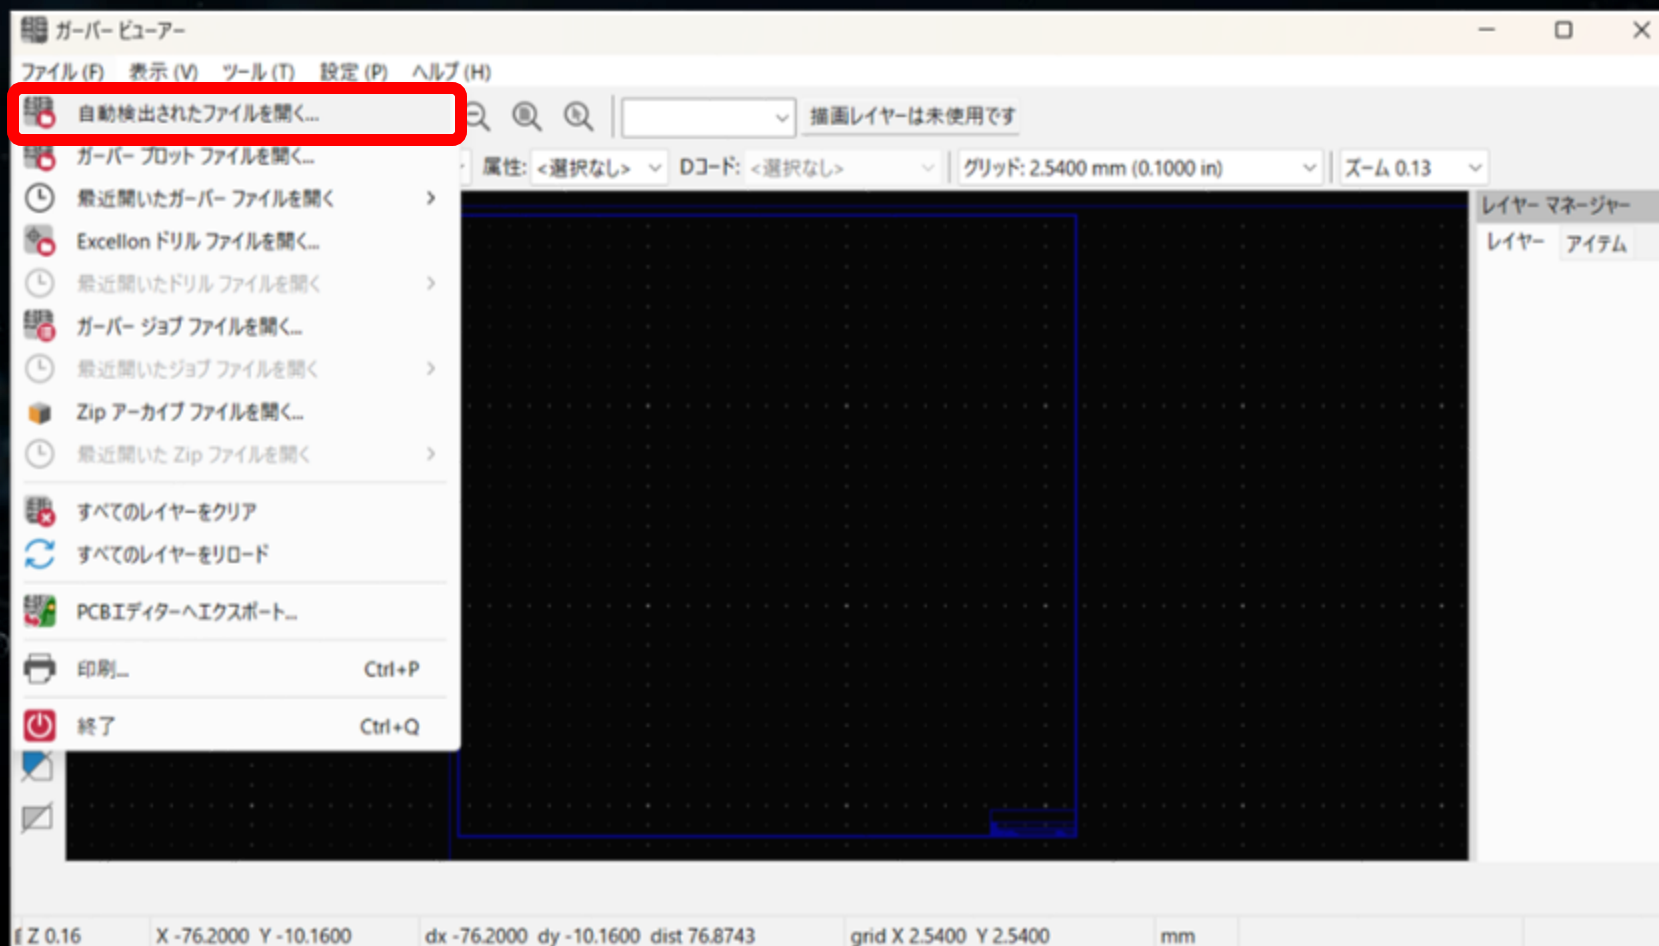 ガーバー ビューアー
ファイル (F) 表示 (V) ツール (T) 設定 (P) ヘルプ (H)
自動検出されたファイルを開く...
描画レイヤーは未使用です
ガーバー プロット ファイルを開く...
属性: <選択なし> Dコード: <選択なし> グリッド: 2.5400 mm (0.1000 in) ズーム 0.13
最近開いたガーバー ファイルを開く
レイヤー マネージャー
Excellon ドリル ファイルを開く...
レイヤー アイテム
最近開いたドリル ファイルを開く
ガーバー ジョブ ファイルを開く...
最近開いたジョブ ファイルを開く
Zip アーカイブ ファイルを開く...
最近開いた Zip ファイルを開く
すべてのレイヤーをクリア
すべてのレイヤーをリロード
PCBエディターへエクスポート...
印刷... Ctrl+P
終了 Ctrl+Q
Z 0.16 X -76.2000 Y -10.1600 dx -76.2000 dy -10.1600 dist 76.8743 grid X 2.5400 Y 2.5400 mm